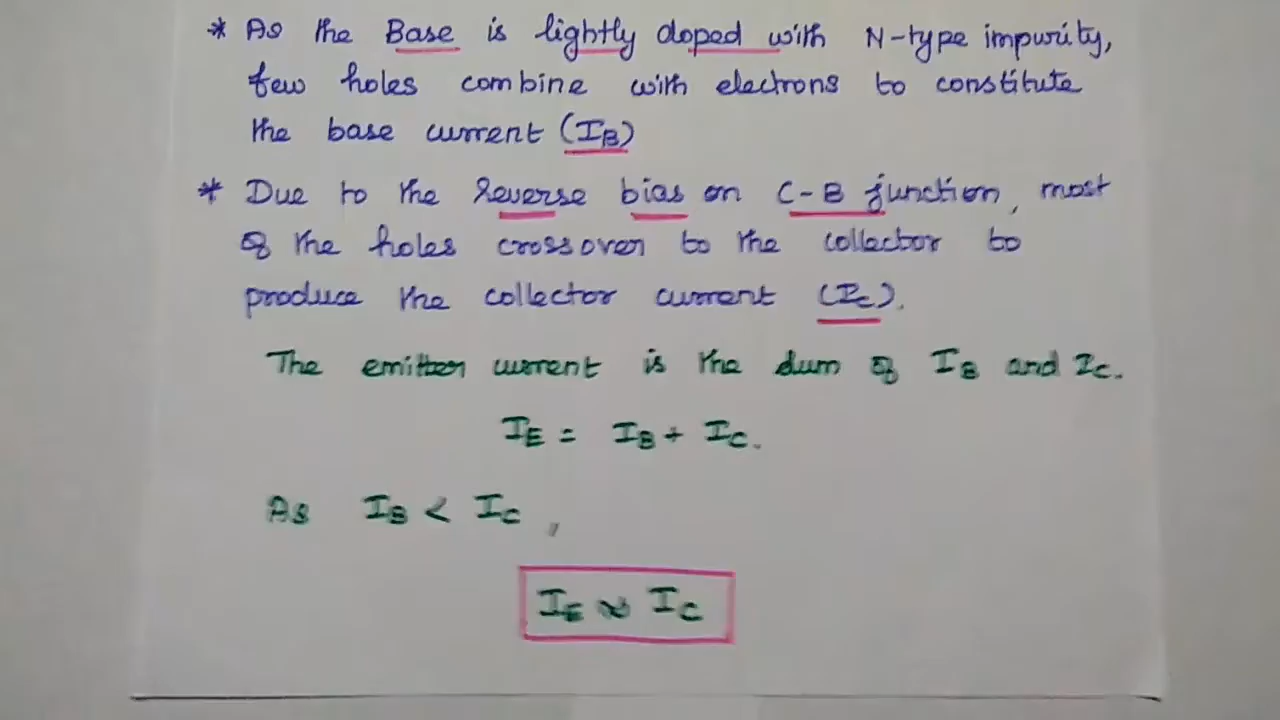 * As the Base is lightly doped with N-type impurity,
few holes combine with electrons to constitute
the base current (IB)
* Due to the reverse bias on C-B junction, most
of the holes crossover to the collector to
produce the collector current (Ic).
The emitter current is the sum of IB and Ic.
IE = IB + IC.
As IB < IC,
IE ≈ IC